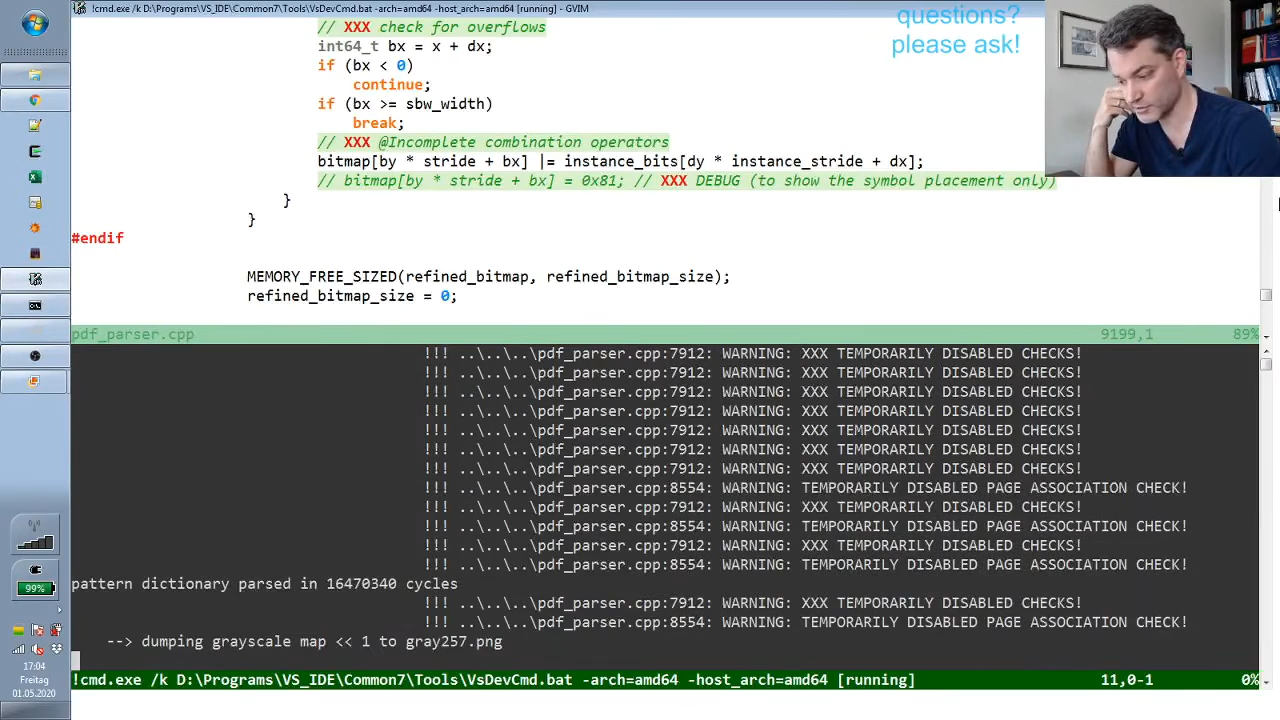 !cmd.exe /k D:\Programs\VS_IDE\Common7\Tools\VsDevCmd.bat -arch=amd64 -host_arch=amd64 [running] - GVIM
questions?
please ask!
// XXX check for overflows
int64_t bx = x + dx;
if (bx < 0)
continue;
if (bx >= sbw_width)
break;
// XXX @Incomplete combination operators
bitmap[by * stride + bx] |= instance_bits[dy * instance_stride + dx];
// bitmap[by * stride + bx] = 0x81; // XXX DEBUG (to show the symbol placement only)
}
}
#endif
MEMORY_FREE_SIZED(refined_bitmap, refined_bitmap_size);
refined_bitmap_size = 0;
pdf_parser.cpp 9199,1 89%
!!! ..\..\..\pdf_parser.cpp:7912: WARNING: XXX TEMPORARILY DISABLED CHECKS!
!!! ..\..\..\pdf_parser.cpp:7912: WARNING: XXX TEMPORARILY DISABLED CHECKS!
!!! ..\..\..\pdf_parser.cpp:7912: WARNING: XXX TEMPORARILY DISABLED CHECKS!
!!! ..\..\..\pdf_parser.cpp:7912: WARNING: XXX TEMPORARILY DISABLED CHECKS!
!!! ..\..\..\pdf_parser.cpp:7912: WARNING: XXX TEMPORARILY DISABLED CHECKS!
!!! ..\..\..\pdf_parser.cpp:7912: WARNING: XXX TEMPORARILY DISABLED CHECKS!
!!! ..\..\..\pdf_parser.cpp:7912: WARNING: XXX TEMPORARILY DISABLED CHECKS!
!!! ..\..\..\pdf_parser.cpp:8554: WARNING: TEMPORARILY DISABLED PAGE ASSOCIATION CHECK!
!!! ..\..\..\pdf_parser.cpp:7912: WARNING: XXX TEMPORARILY DISABLED CHECKS!
!!! ..\..\..\pdf_parser.cpp:8554: WARNING: TEMPORARILY DISABLED PAGE ASSOCIATION CHECK!
!!! ..\..\..\pdf_parser.cpp:7912: WARNING: XXX TEMPORARILY DISABLED CHECKS!
!!! ..\..\..\pdf_parser.cpp:8554: WARNING: TEMPORARILY DISABLED PAGE ASSOCIATION CHECK!
pattern dictionary parsed in 16470340 cycles
!!! ..\..\..\pdf_parser.cpp:7912: WARNING: XXX TEMPORARILY DISABLED CHECKS!
!!! ..\..\..\pdf_parser.cpp:8554: WARNING: TEMPORARILY DISABLED PAGE ASSOCIATION CHECK!
--> dumping grayscale map << 1 to gray257.png
!cmd.exe /k D:\Programs\VS_IDE\Common7\Tools\VsDevCmd.bat -arch=amd64 -host_arch=amd64 [running] 11,0-1 0%
99%
17:04
Freitag
01.05.2020